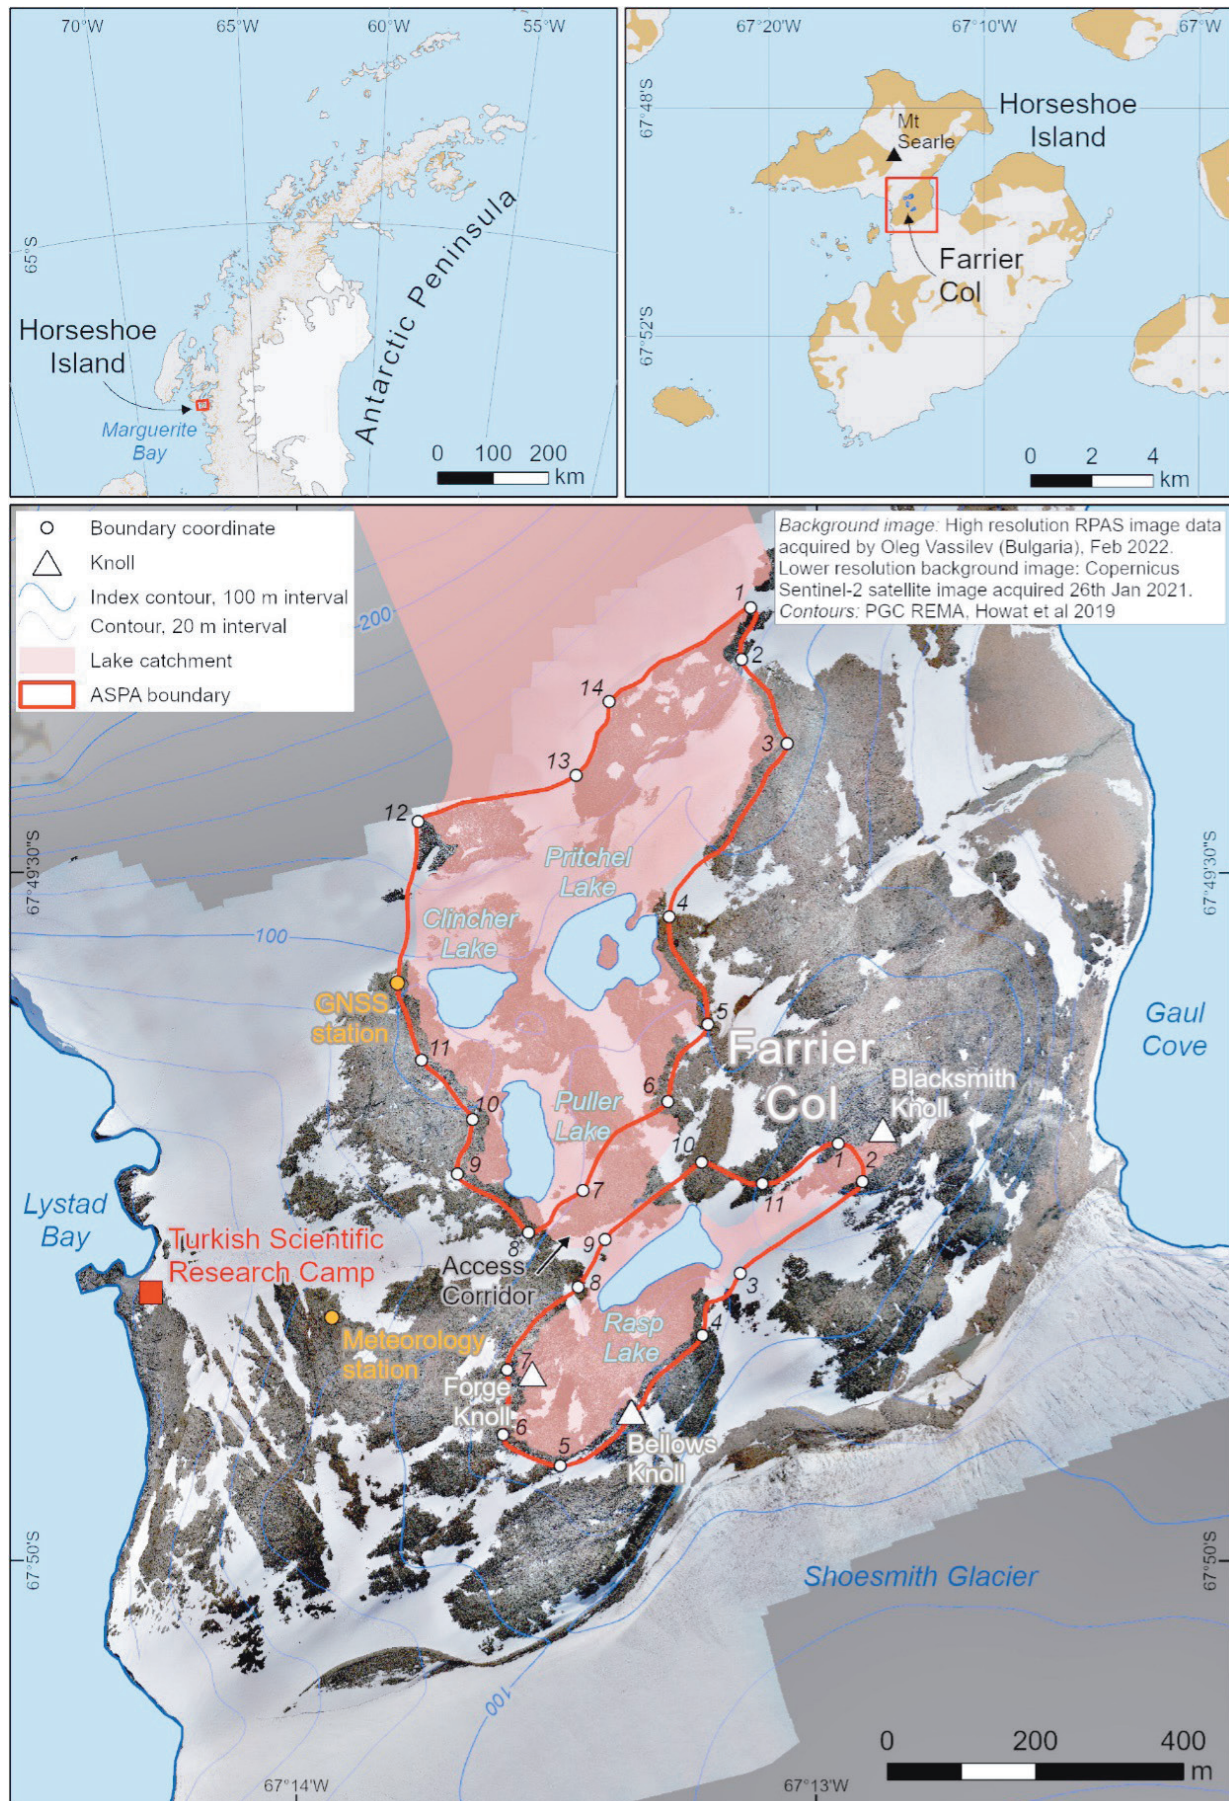 70°W
65°W
60°W
55°W
65°S
Antarctic Peninsula
Horseshoe
Island
Marguerite
Bay
0 100 200
km
67°20'W
67°10'W
67°W
67°48'S
67°52'S
Horseshoe
Island
Mt
Searle
Farrier
Col
0 2 4
km
Boundary coordinate
Knoll
Index contour, 100 m interval
Contour, 20 m interval
Lake catchment
ASPA boundary
Background image: High resolution RPAS image data
acquired by Oleg Vassilev (Bulgaria), Feb 2022.
Lower resolution background image: Copernicus
Sentinel-2 satellite image acquired 26th Jan 2021.
Contours: PGC REMA, Howat et al 2019
200
1
2
14
3
13
12
67°49'30"S
67°49'30"S
Pritchel
Lake
4
Clincher
Lake
100
GNSS
station
5
Farrier
Col
Gaul
Cove
11
6
Puller
Lake
Blacksmith
Knoll
10
10
1
2
9
7
11
Lystad
Bay
8
9
Turkish Scientific
Research Camp
Access
Corridor
8
3
Rasp
Lake
4
Meteorology
station
7
Forge
Knoll
6
5
Bellows
Knoll
67°50'S
67°50'S
Shoesmith Glacier
100
0 200 400
m
67°14'W
67°13'W